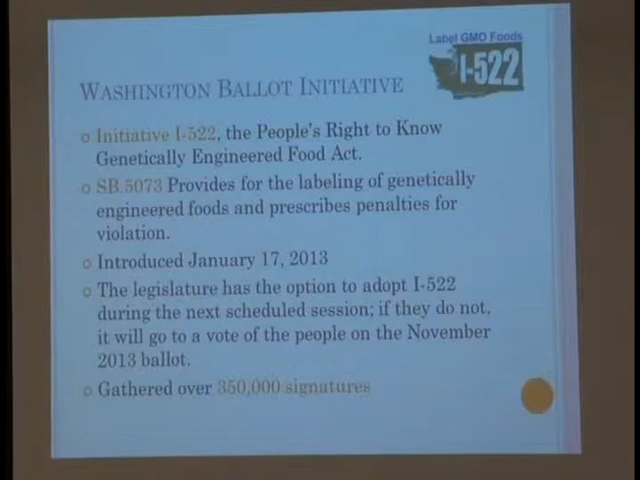 Label GMO Foods
I-522
WASHINGTON BALLOT INITIATIVE
Initiative I-522, the People's Right to Know
Genetically Engineered Food Act.
SB 5073 Provides for the labeling of genetically
engineered foods and prescribes penalties for
violation.
Introduced January 17, 2013
The legislature has the option to adopt I-522
during the next scheduled session; if they do not,
it will go to a vote of the people on the November
2013 ballot.
Gathered over 350,000 signatures